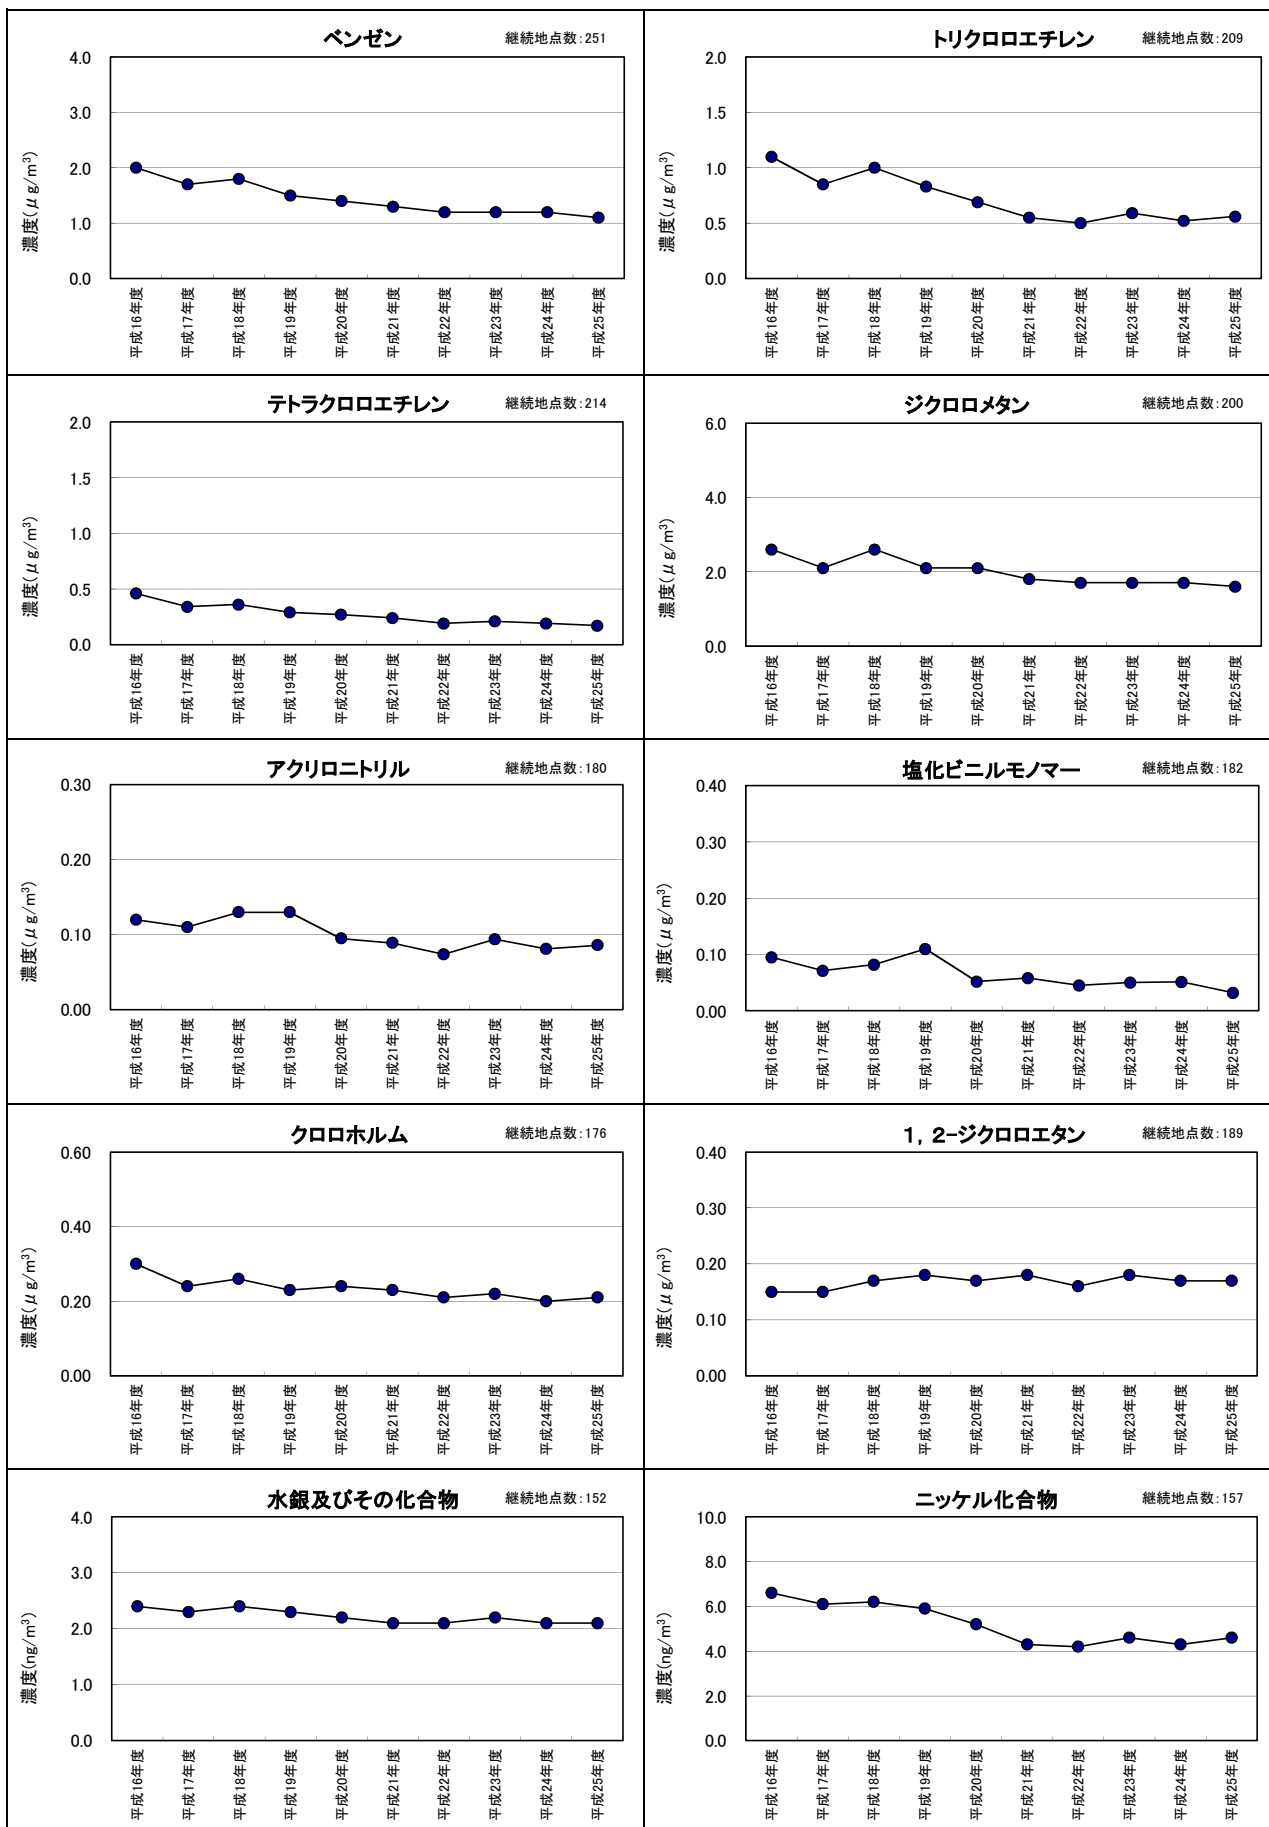 ベンゼン 継続地点数:251
4.0
3.0
2.0
1.0
0.0
濃度(μg/m³)
平成16年度
平成17年度
平成18年度
平成19年度
平成20年度
平成21年度
平成22年度
平成23年度
平成24年度
平成25年度
トリクロロエチレン 継続地点数:209
2.0
1.5
1.0
0.5
0.0
濃度(μg/m³)
平成16年度
平成17年度
平成18年度
平成19年度
平成20年度
平成21年度
平成22年度
平成23年度
平成24年度
平成25年度
テトラクロロエチレン 継続地点数:214
2.0
1.5
1.0
0.5
0.0
濃度(μg/m³)
平成16年度
平成17年度
平成18年度
平成19年度
平成20年度
平成21年度
平成22年度
平成23年度
平成24年度
平成25年度
ジクロロメタン 継続地点数:200
6.0
4.0
2.0
0.0
濃度(μg/m³)
平成16年度
平成17年度
平成18年度
平成19年度
平成20年度
平成21年度
平成22年度
平成23年度
平成24年度
平成25年度
アクリロニトリル 継続地点数:180
0.30
0.20
0.10
0.00
濃度(μg/m³)
平成16年度
平成17年度
平成18年度
平成19年度
平成20年度
平成21年度
平成22年度
平成23年度
平成24年度
平成25年度
塩化ビニルモノマー 継続地点数:182
0.40
0.30
0.20
0.10
0.00
濃度(μg/m³)
平成16年度
平成17年度
平成18年度
平成19年度
平成20年度
平成21年度
平成22年度
平成23年度
平成24年度
平成25年度
クロロホルム 継続地点数:176
0.60
0.40
0.20
0.00
濃度(μg/m³)
平成16年度
平成17年度
平成18年度
平成19年度
平成20年度
平成21年度
平成22年度
平成23年度
平成24年度
平成25年度
1，2-ジクロロエタン 継続地点数:189
0.40
0.30
0.20
0.10
0.00
濃度(μg/m³)
平成16年度
平成17年度
平成18年度
平成19年度
平成20年度
平成21年度
平成22年度
平成23年度
平成24年度
平成25年度
水銀及びその化合物 継続地点数:152
4.0
3.0
2.0
1.0
0.0
濃度(ng/m³)
平成16年度
平成17年度
平成18年度
平成19年度
平成20年度
平成21年度
平成22年度
平成23年度
平成24年度
平成25年度
ニッケル化合物 継続地点数:157
10.0
8.0
6.0
4.0
2.0
0.0
濃度(ng/m³)
平成16年度
平成17年度
平成18年度
平成19年度
平成20年度
平成21年度
平成22年度
平成23年度
平成24年度
平成25年度